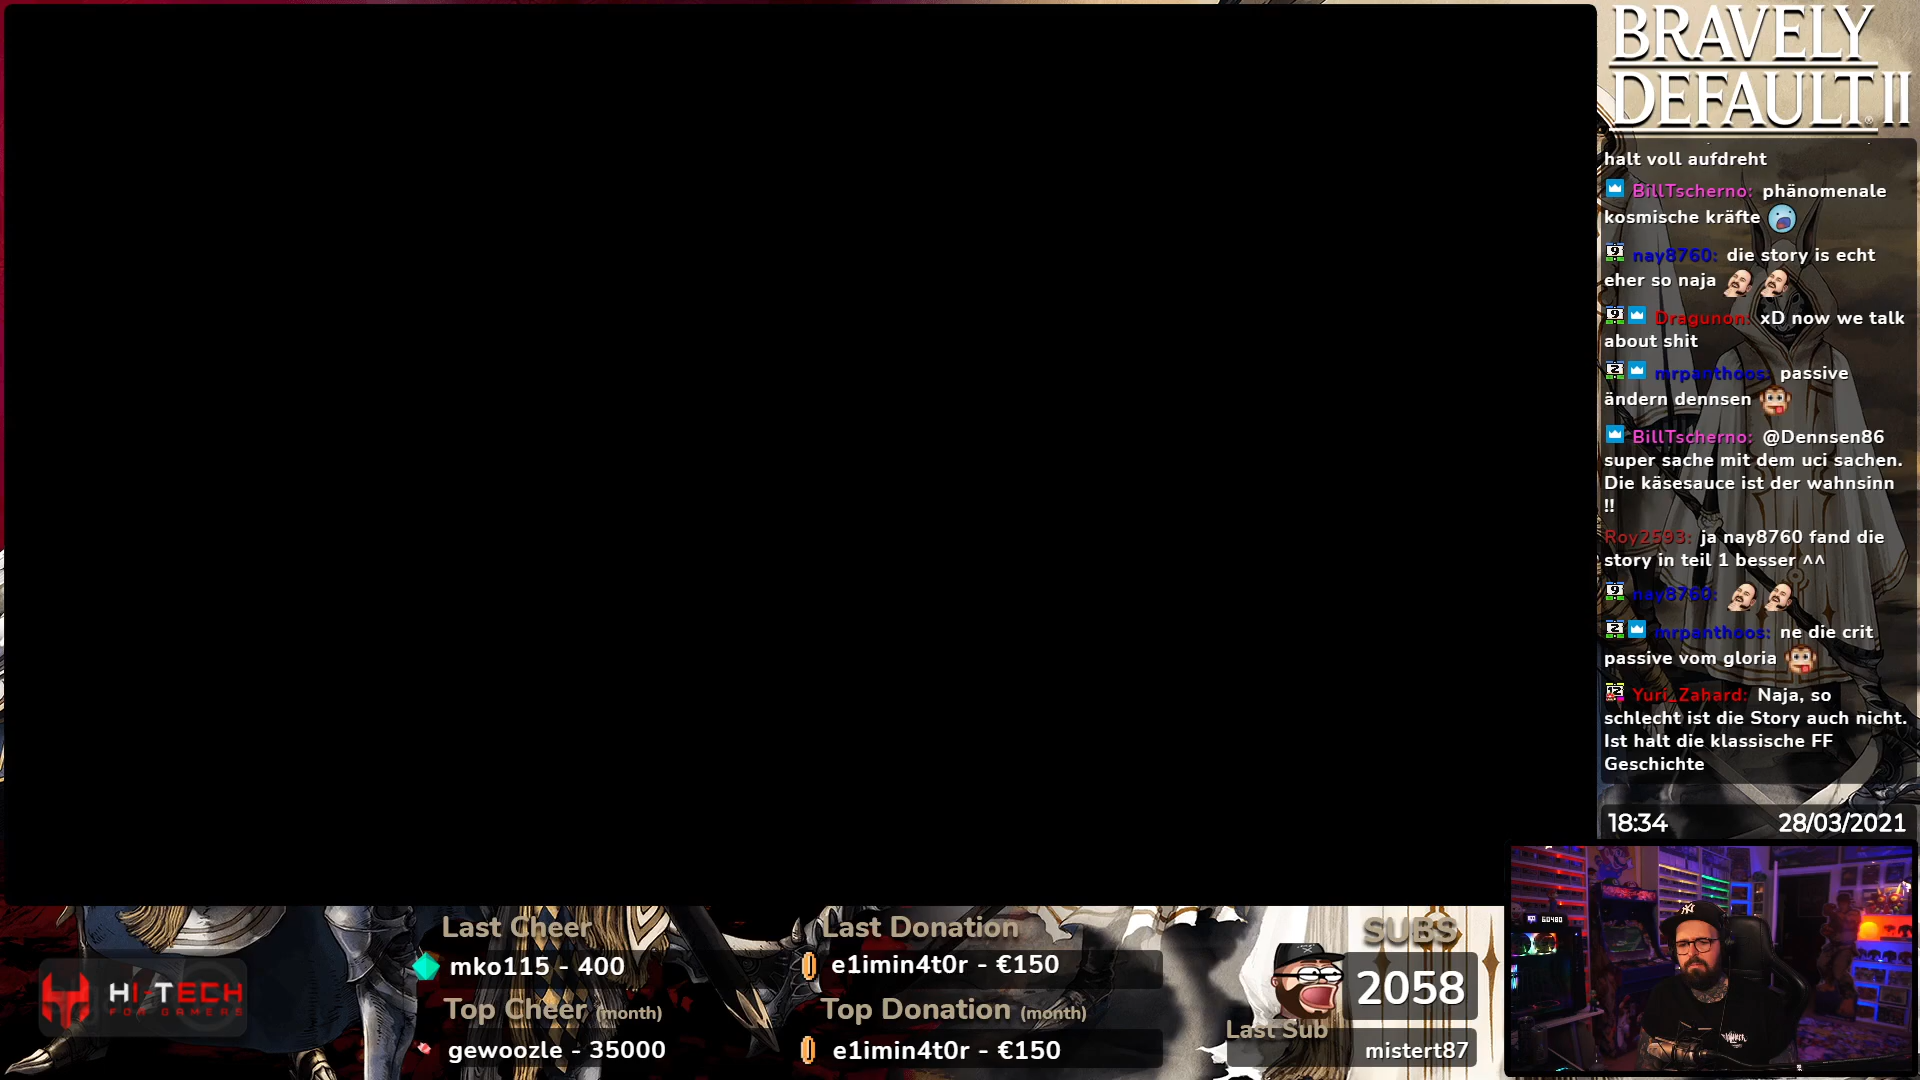 BRAVELY
DEFAULT II
halt voll aufdreht
BillTscherno: phänomenale
kosmische kräfte
nay8760: die story is echt
eher so naja
Dragunon: xD now we talk
about shit
mrpanthoos: passive
ändern dennsen
BillTscherno: @Dennsen86
super sache mit dem uci sachen.
Die käsesauce ist der wahnsinn
!!
Roy2593: ja nay8760 fand die
story in teil 1 besser ^^
nay8760:
mrpanthoos: ne die crit
passive vom gloria
Yuri_Zahard: Naja, so
schlecht ist die Story auch nicht.
Ist halt die klassische FF
Geschichte
18:34 28/03/2021
Last Cheer
mko115 - 400
Top Cheer (month)
gewoozle - 35000
Last Donation
e1imin4t0r - €150
Top Donation (month)
e1imin4t0r - €150
SUBS
2058
Last Sub
mistert87
HI-TECH
FOR GAMERS
60480